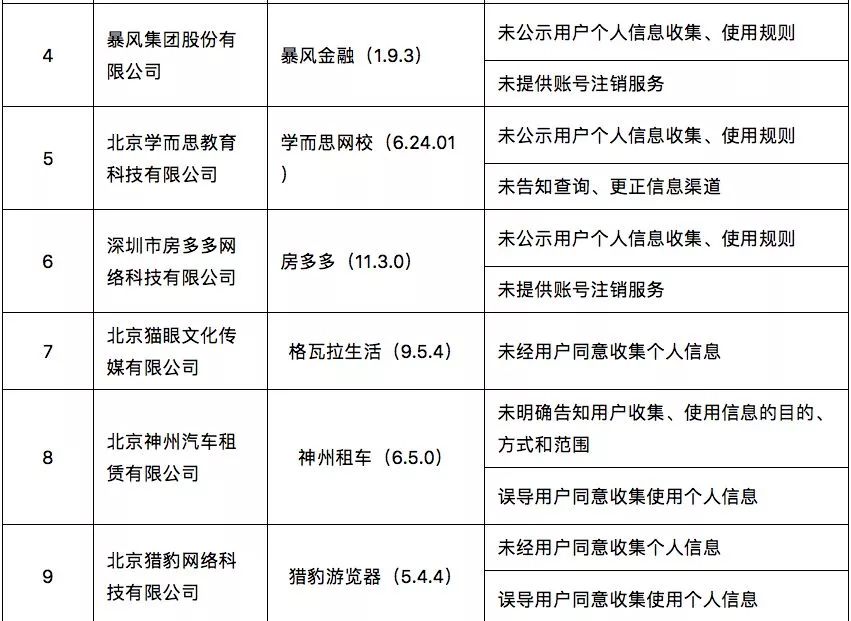 4
暴风集团股份有
限公司
暴风金融（1.9.3）
未公示用户个人信息收集、使用规则
未提供账号注销服务
5
北京学而思教育
科技有限公司
学而思网校（6.24.01
）
未公示用户个人信息收集、使用规则
未告知查询、更正信息渠道
6
深圳市房多多网
络科技有限公司
房多多（11.3.0）
未公示用户个人信息收集、使用规则
未提供账号注销服务
7
北京猫眼文化传
媒有限公司
格瓦拉生活（9.5.4）
未经用户同意收集个人信息
8
北京神州汽车租
赁有限公司
神州租车（6.5.0）
未明确告知用户收集、使用信息的目的、
方式和范围
误导用户同意收集使用个人信息
9
北京猎豹网络科
技有限公司
猎豹游览器（5.4.4）
未经用户同意收集个人信息
误导用户同意收集使用个人信息